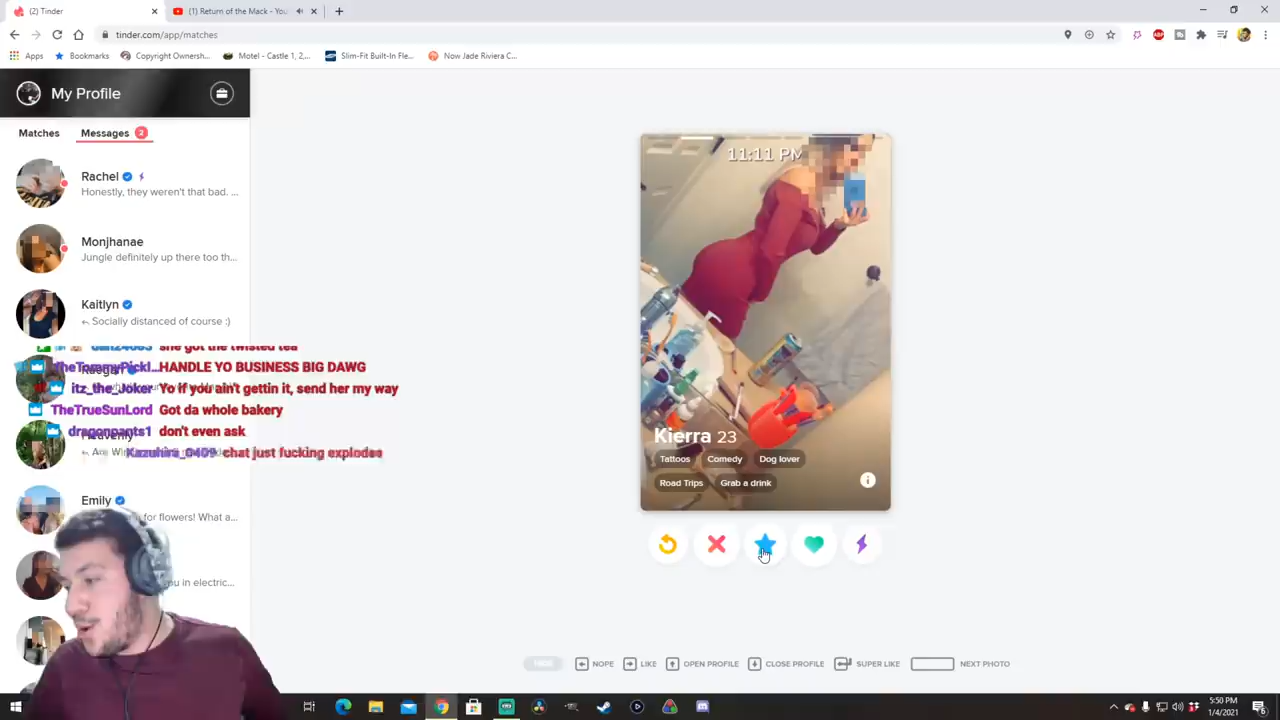 (2) Tinder
(1) Return of the Mack - You
tinder.com/app/matches
Apps
Bookmarks
Copyright Ownersh...
Motel - Castle 1, 2,...
Slim-Fit Built-In Fle...
Now Jade Riviera C...
My Profile
Matches
Messages 2
Rachel
Honestly, they weren't that bad. ...
Monjhanae
Jungle definitely up there too th...
Kaitlyn
Socially distanced of course :)
she got the twisted tea
TheTommyPickl... HANDLE YO BUSINESS BIG DAWG
itz_the_Joker Yo if you ain't gettin it, send her my way
TheTrueSunLord Got da whole bakery
dragonpants1 don't even ask
Heavenly
chat just fucking explodee
Emily
for flowers! What a...
you in electric...
11:11 PM
Kierra 23
Tattoos
Comedy
Dog lover
Road Trips
Grab a drink
HIDE
NOPE
LIKE
OPEN PROFILE
CLOSE PROFILE
SUPER LIKE
NEXT PHOTO
5:50 PM
1/4/2021